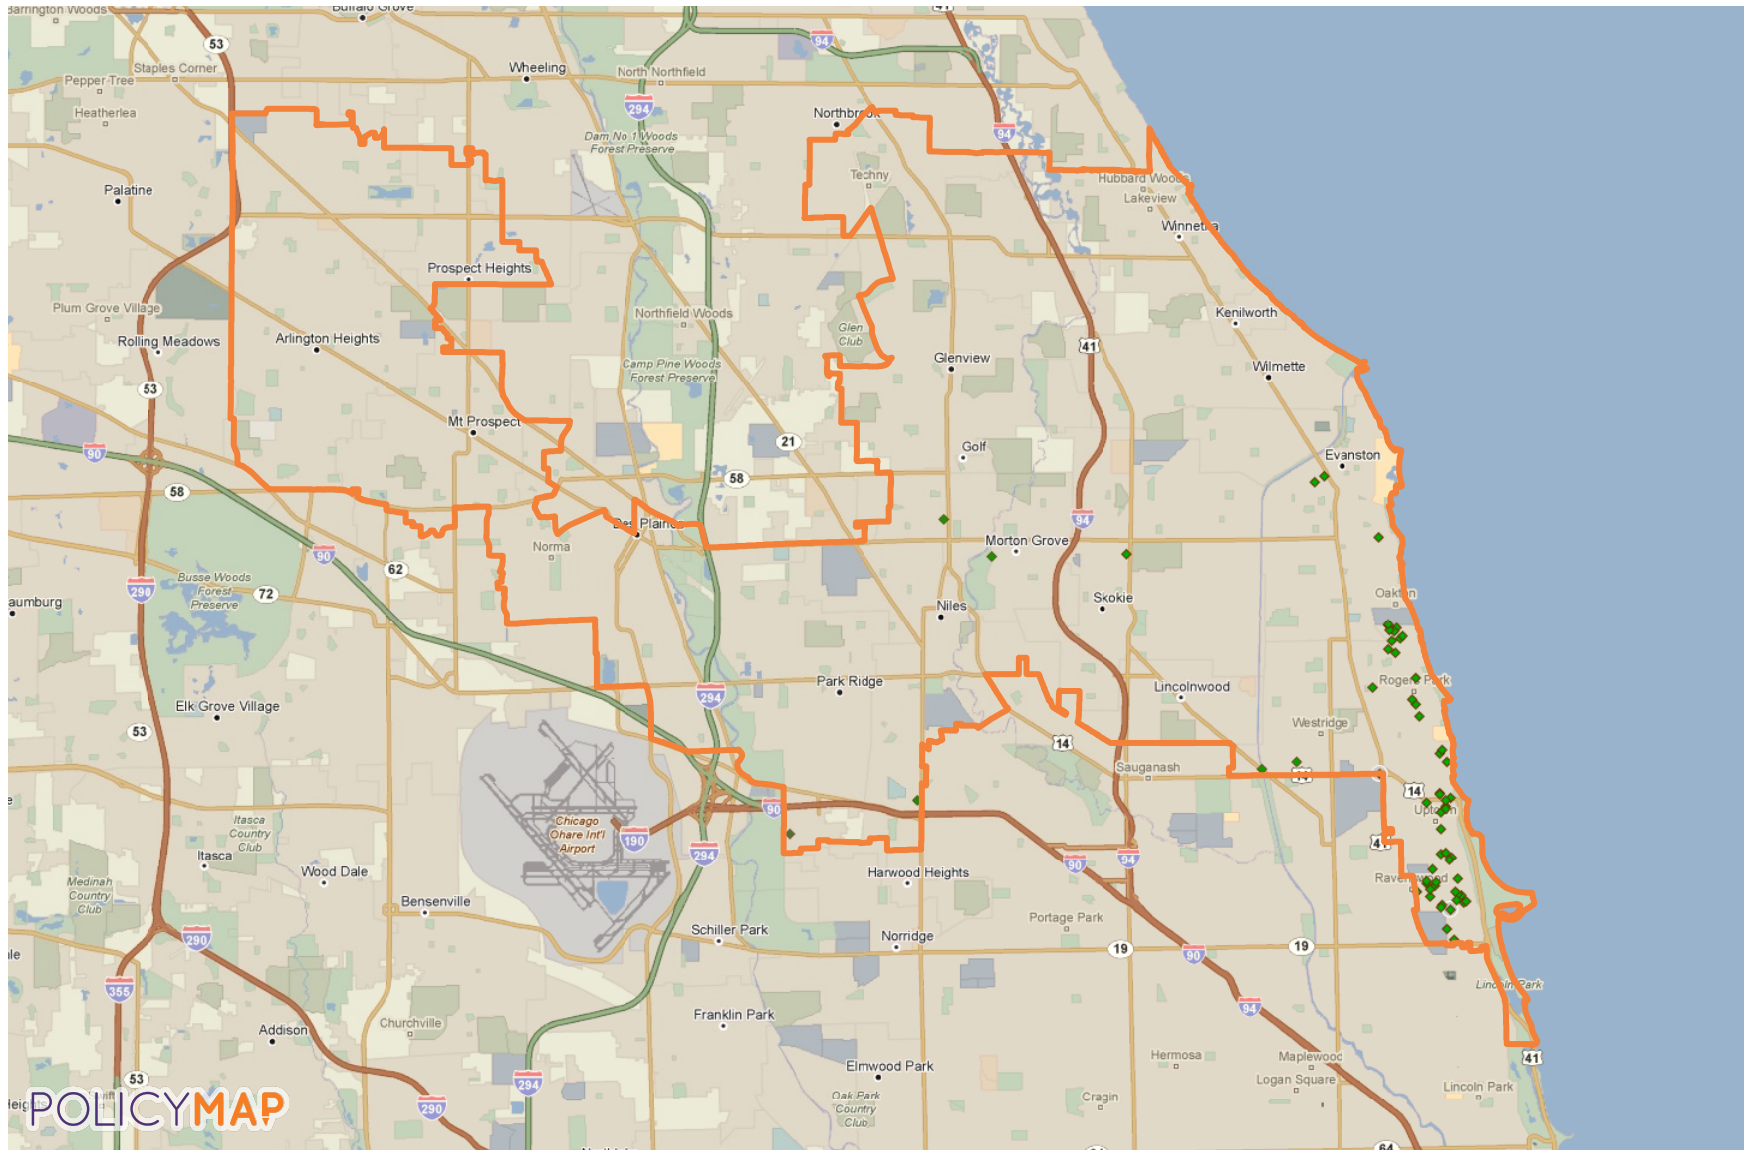 Barrington Woods
Buffalo Grove
41
53
94
Staples Corner
Wheeling
North Northfield
Pepper Tree
294
Heatherlea
Northbrook
94
Dam No 1 Woods
Forest Preserve
Techny
Hubbard Woods
Palatine
Lakeview
Winnetka
Prospect Heights
Plum Grove Village
Northfield Woods
Kenilworth
Rolling Meadows
Arlington Heights
Glen
Club
41
Glenview
Camp Pine Woods
Forest Preserve
Wilmette
53
Mt Prospect
21
Golf
90
Evanston
58
58
94
Des Plaines
Norma
90
Morton Grove
62
Busse Woods
Forest
Preserve
290
72
Oakton
aumburg
Skokie
Niles
Rogers Park
Park Ridge
Lincolnwood
294
Elk Grove Village
Westridge
53
14
Sauganash
14
14
90
Uptown
Chicago
Ohare Int'l
Airport
Itasca
Country
Club
190
41
Itasca
294
90
94
Wood Dale
Harwood Heights
Ravenswood
Medinah
Country
Club
Bensenville
Portage Park
Schiller Park
Norridge
290
19
19
90
355
Lincoln Park
94
Franklin Park
Churchville
Addison
41
Hermosa
Maplewood
Elmwood Park
Logan Square
53
294
Lincoln Park
Oak Park
Country
Club
Cragin
290
POLICYMAP
64